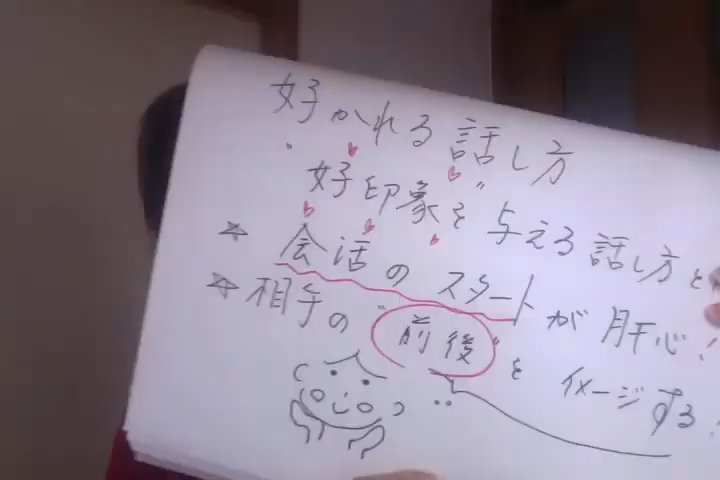 好かれる話し方
"好印象"を与える話し方と
☆ 会話のスタートが肝心!
☆ 相手の"前後"をイメージする!